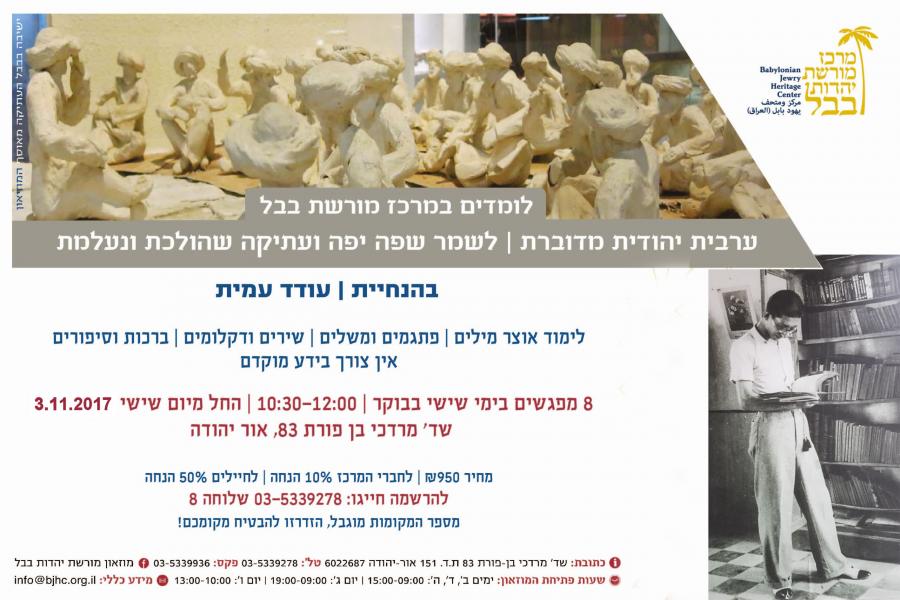 מרכז
מורשת
יהדות
בבל
Babylonian
Jewry
Heritage
Center
مركز ومتحف
يهود بابل (العراق)
ישיבה בבבל העתיקה מאוסף המוזיאון
לומדים במרכז מורשת בבל
ערבית יהודית מדוברת | לשמר שפה יפה ועתיקה שהולכת ונעלמת
בהנחיית | עודד עמית
לימוד אוצר מילים | פתגמים ומשלים | שירים ודקלומים | ברכות וסיפורים
אין צורך בידע מוקדם
8 מפגשים בימי שישי בבוקר | 10:30-12:00 | החל מיום שישי 3.11.2017
שד' מרדכי בן פורת 83, אור יהודה
מחיר 950₪ | לחברי המרכז 10% הנחה | לחיילים 50% הנחה
להרשמה חייגו: 03-5339278 שלוחה 8
מספר המקומות מוגבל, הזדרזו להבטיח מקומכם!
כתובת: שד' מרדכי בן-פורת 83 ת.ד. 151 אור-יהודה 6022687 טל': 03-5339278 פקס: 03-5339936 מוזאון מורשת יהדות בבל
שעות פתיחת המוזאון: ימים ב', ד', ה': 15:00-09:00 | יום ג': 19:00-09:00 | יום ו': 13:00-10:00 מידע כללי: info@bjhc.org.il